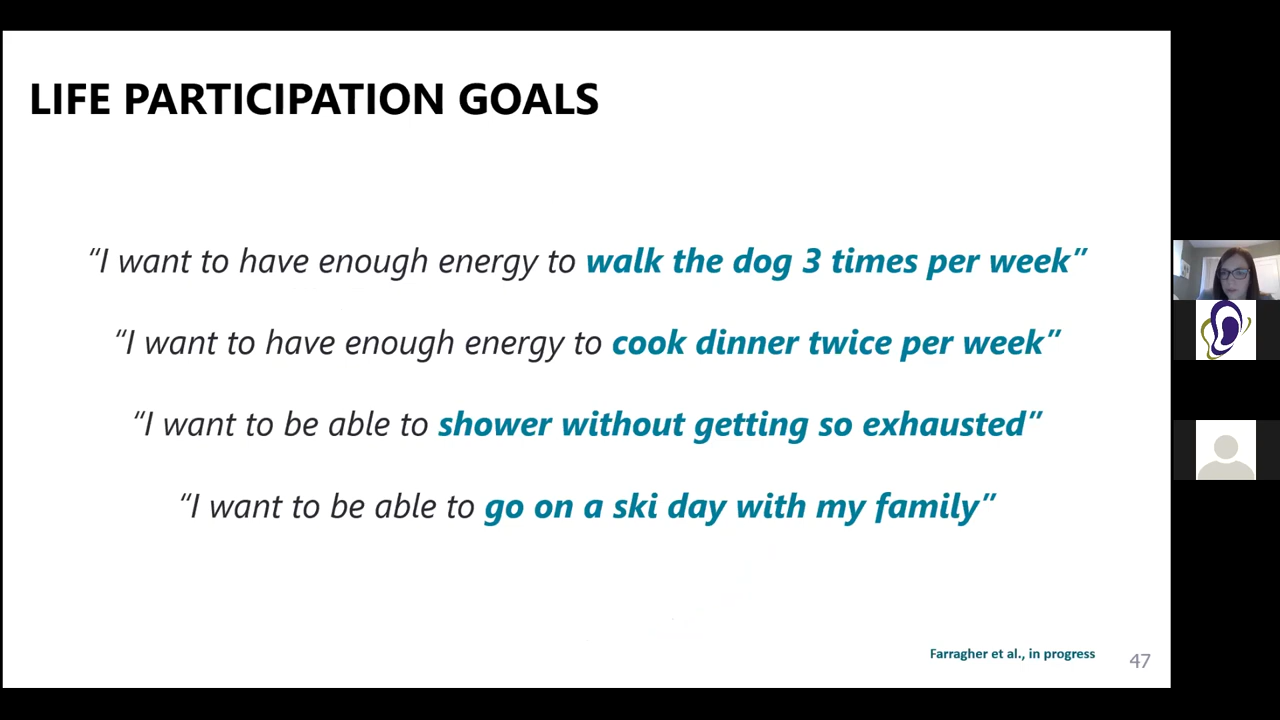 LIFE PARTICIPATION GOALS
“I want to have enough energy to walk the dog 3 times per week”
“I want to have enough energy to cook dinner twice per week”
“I want to be able to shower without getting so exhausted”
“I want to be able to go on a ski day with my family”
Farragher et al., in progress
47